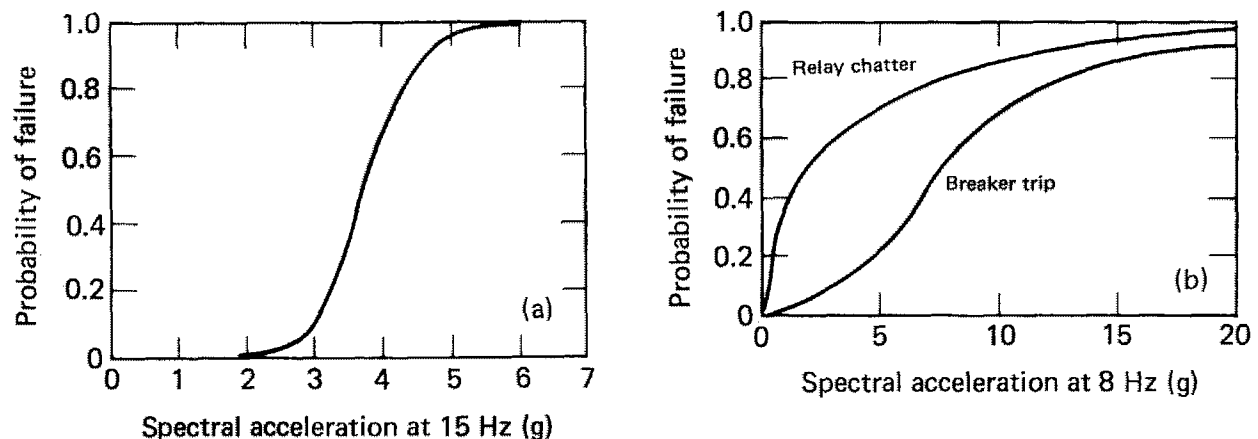 Probability of failure
1.0
0.8
0.6
0.4
0.2
0
0 1 2 3 4 5 6 7
(a)
Spectral acceleration at 15 Hz (g)
Probability of failure
1.0
0.8
0.6
0.4
0.2
0
0 5 10 15 20
Relay chatter
Breaker trip
(b)
Spectral acceleration at 8 Hz (g)